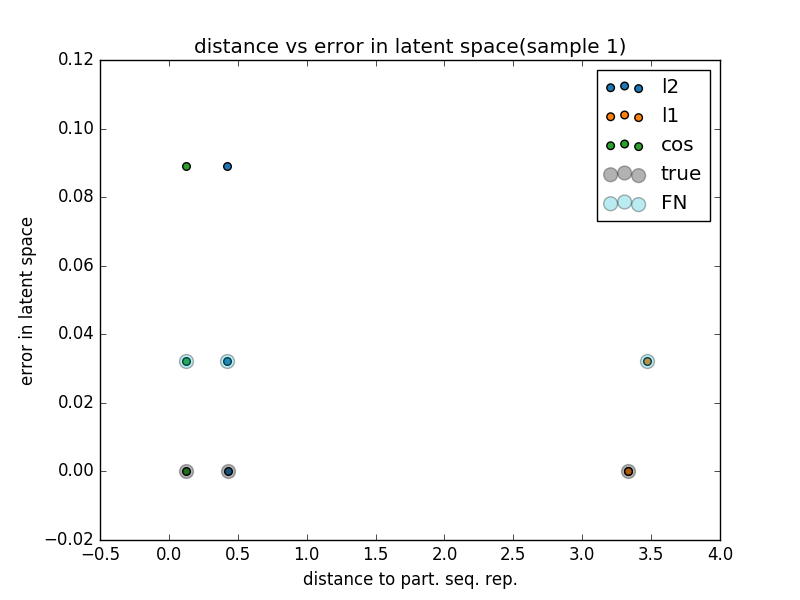 distance vs error in latent space(sample 1)
0.12
0.10
0.08
0.06
0.04
0.02
0.00
−0.02
error in latent space
l2
l1
cos
true
FN
−0.5 0.0 0.5 1.0 1.5 2.0 2.5 3.0 3.5 4.0
distance to part. seq. rep.